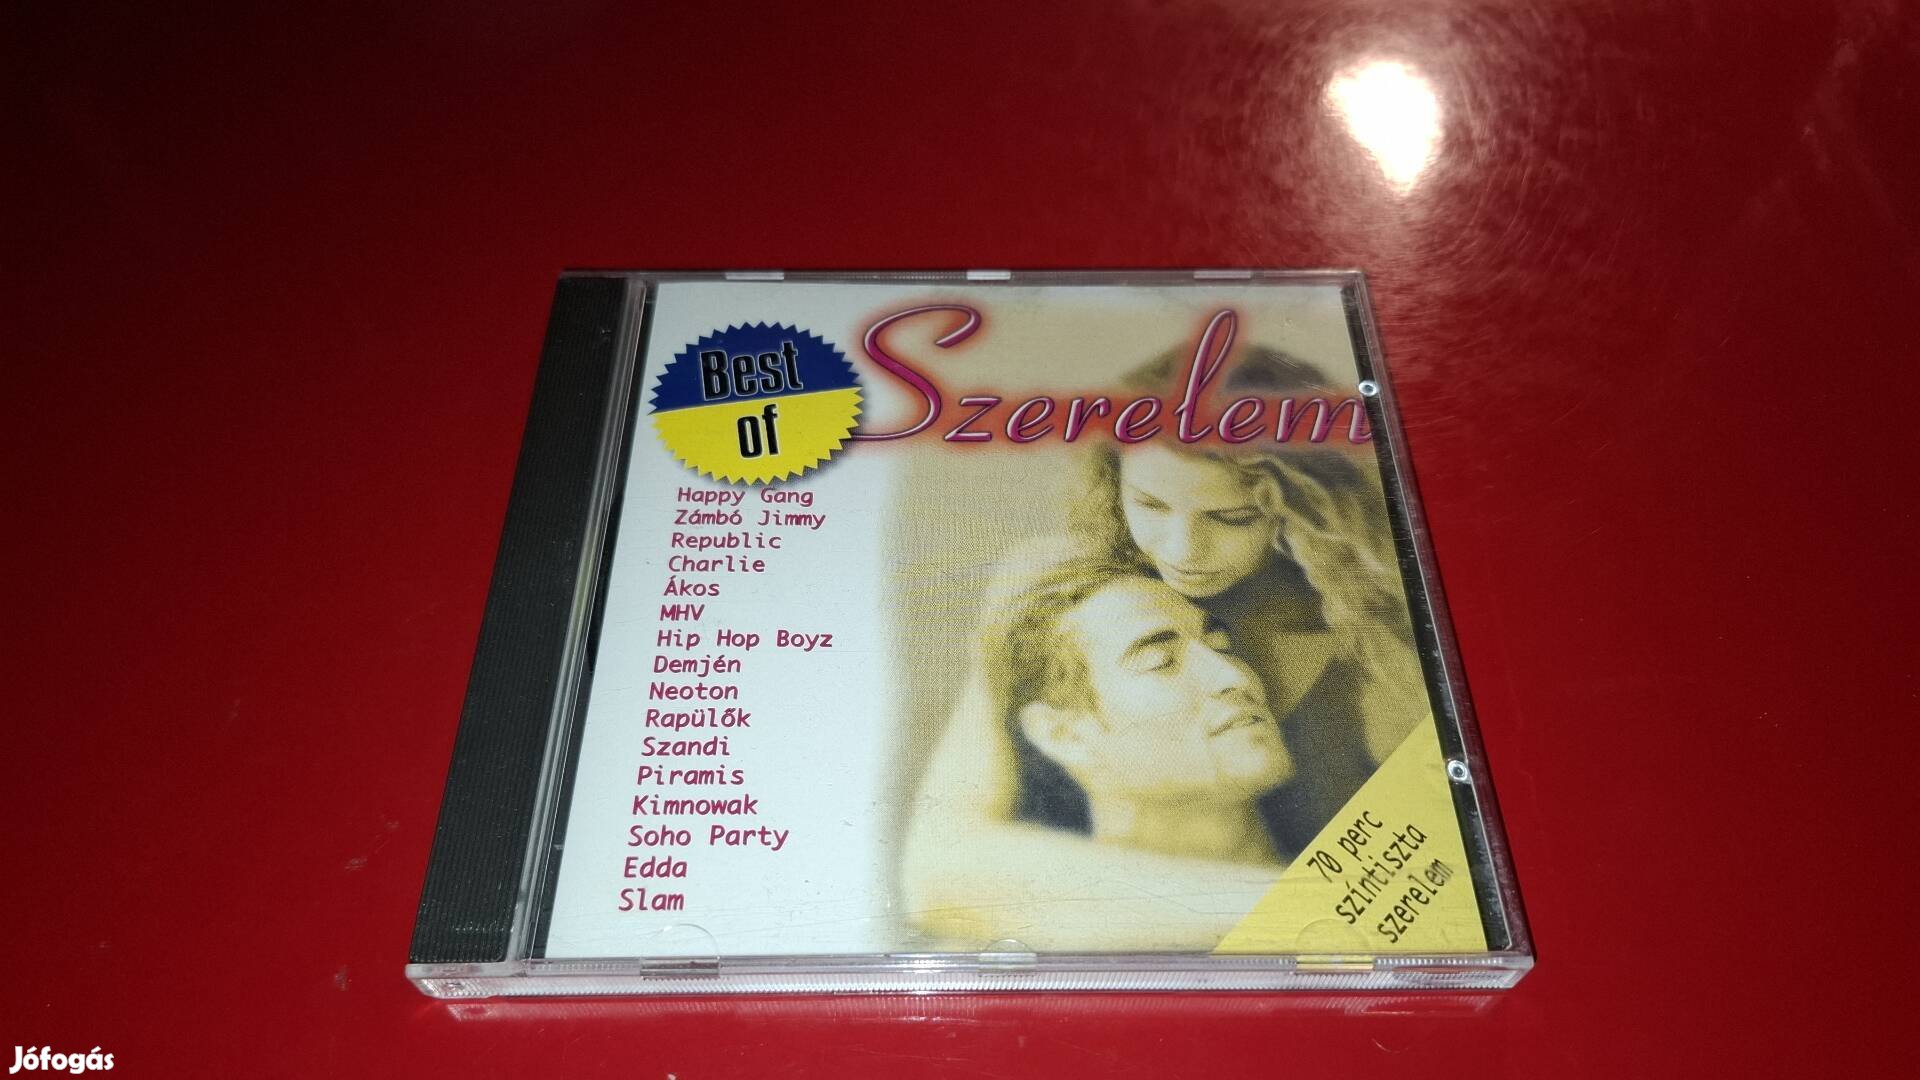 Best
of
Szerelem
Happy Gang
Zámbó Jimmy
Republic
Charlie
Ákos
MHV
Hip Hop Boyz
Demjén
Neoton
Rapülők
Szandi
Piramis
Kimnowak
Soho Party
Edda
Slam
70 perc
színtiszta
szerelem
Jófogás